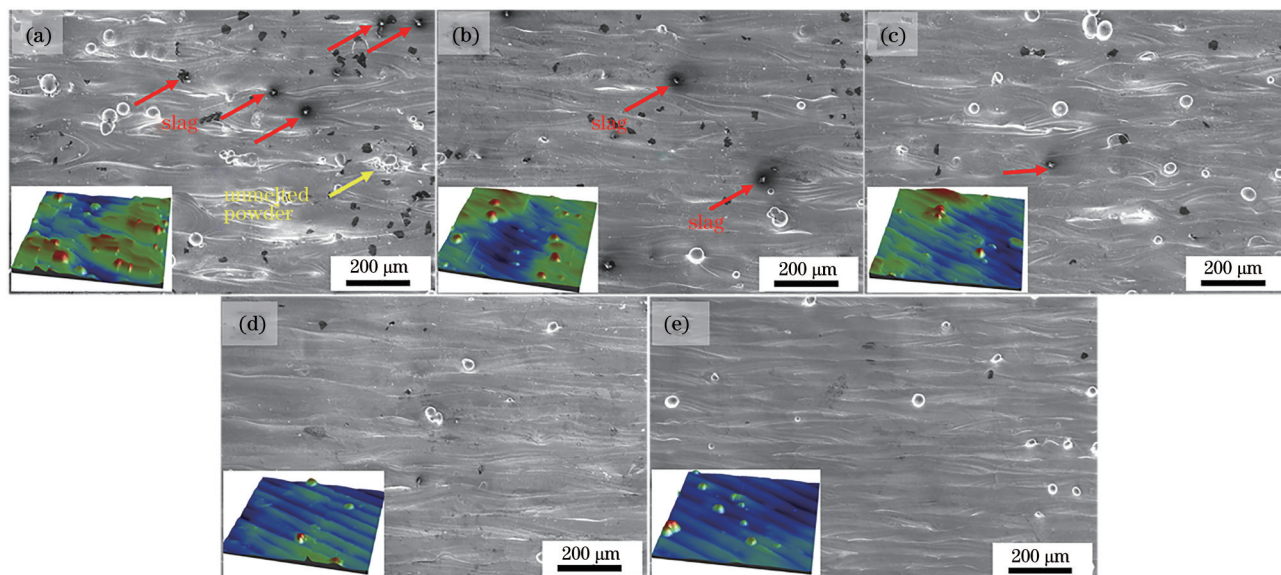 (a)
slag
unmelted
powder
200 μm
(b)
slag
slag
200 μm
(c)
200 μm
(d)
200 μm
(e)
200 μm